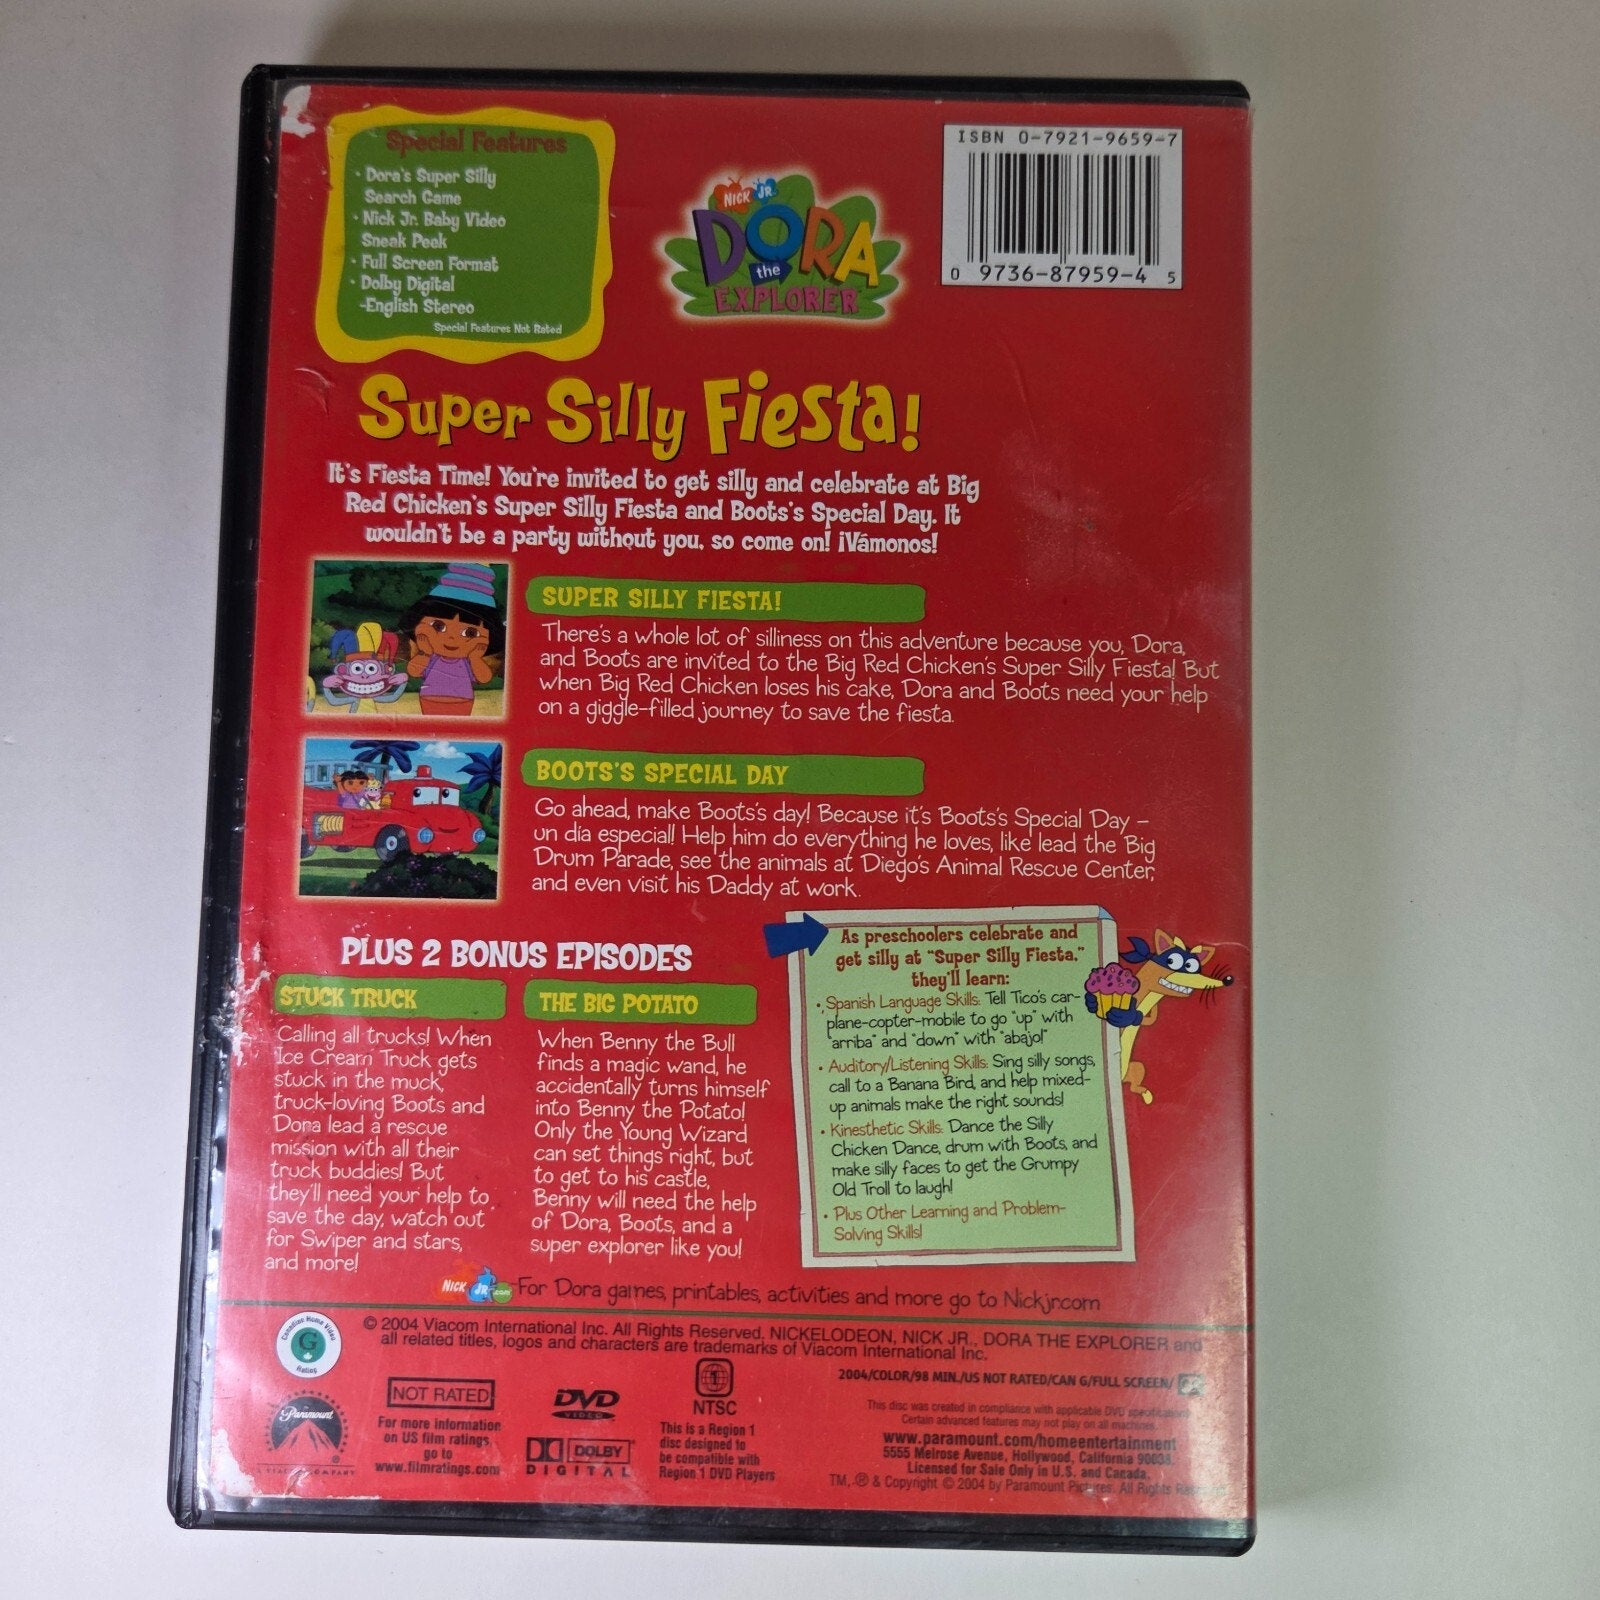 Special Features
• Dora's Super Silly
Search Game
• Nick Jr. Baby Video
Sneak Peek
• Full Screen Format
• Dolby Digital
-English Stereo
Special Features Not Rated
NICK JR.
DORA
the
EXPLORER
ISBN 0-7921-9659-7
0 9736-87959-4 5
Super Silly Fiesta!
It's Fiesta Time! You're invited to get silly and celebrate at Big
Red Chicken's Super Silly Fiesta and Boots's Special Day. It
wouldn't be a party without you, so come on! ¡Vámonos!
SUPER SILLY FIESTA!
There's a whole lot of silliness on this adventure because you, Dora,
and Boots are invited to the Big Red Chicken's Super Silly Fiesta! But
when Big Red Chicken loses his cake, Dora and Boots need your help
on a giggle-filled journey to save the fiesta.
BOOTS'S SPECIAL DAY
Go ahead, make Boots's day! Because it's Boots's Special Day –
un dia especial! Help him do everything he loves, like lead the Big
Drum Parade, see the animals at Diego's Animal Rescue Center,
and even visit his Daddy at work.
PLUS 2 BONUS EPISODES
STUCK TRUCK
Calling all trucks! When
Ice Cream Truck gets
stuck in the muck,
truck-loving Boots and
Dora lead a rescue
mission with all their
truck buddies! But
they'll need your help to
save the day, watch out
for Swiper and stars,
and more!
THE BIG POTATO
When Benny the Bull
finds a magic wand, he
accidentally turns himself
into Benny the Potato!
Only the Young Wizard
can set things right, but
to get to his castle,
Benny will need the help
of Dora, Boots, and a
super explorer like you!
As preschoolers celebrate and
get silly at "Super Silly Fiesta,"
they'll learn:
• Spanish Language Skills: Tell Tico's car-
plane-copter-mobile to go "up" with
"arriba" and "down" with "abajo!"
• Auditory/Listening Skills: Sing silly songs,
call to a Banana Bird, and help mixed-
up animals make the right sounds!
• Kinesthetic Skills: Dance the Silly
Chicken Dance, drum with Boots, and
make silly faces to get the Grumpy
Old Troll to laugh!
• Plus Other Learning and Problem-
Solving Skills!
NICK JR .com For Dora games, printables, activities and more go to Nickjr.com
© 2004 Viacom International Inc. All Rights Reserved. NICKELODEON, NICK JR., DORA THE EXPLORER and
all related titles, logos and characters are trademarks of Viacom International Inc.
Canadian Home Video
G
Rating
Paramount
A VIACOM COMPANY
NOT RATED
For more information
on US film ratings,
go to
www.filmratings.com
DVD
VIDEO
DOLBY
DIGITAL
1
NTSC
This is a Region 1
disc designed to
be compatible with
Region 1 DVD Players
2004/COLOR/98 MIN./US NOT RATED/CAN G/FULL SCREEN/
This disc was created in compliance with applicable DVD specifications
Certain advanced features may not play on all machines.
www.paramount.com/homeentertainment
5555 Melrose Avenue, Hollywood, California 90038.
Licensed for Sale Only in U.S. and Canada.
TM, ® & Copyright © 2004 by Paramount Pictures. All Rights